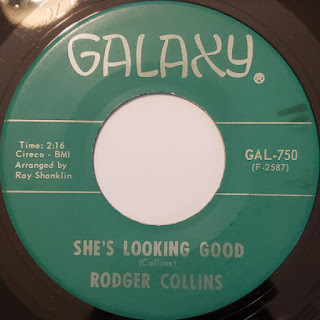 GALAXY®
Time: 2:16
Cireco - BMI
Arranged by
Ray Shanklin
GAL-750
(F-2587)
SHE'S LOOKING GOOD
(Collins)
RODGER COLLINS